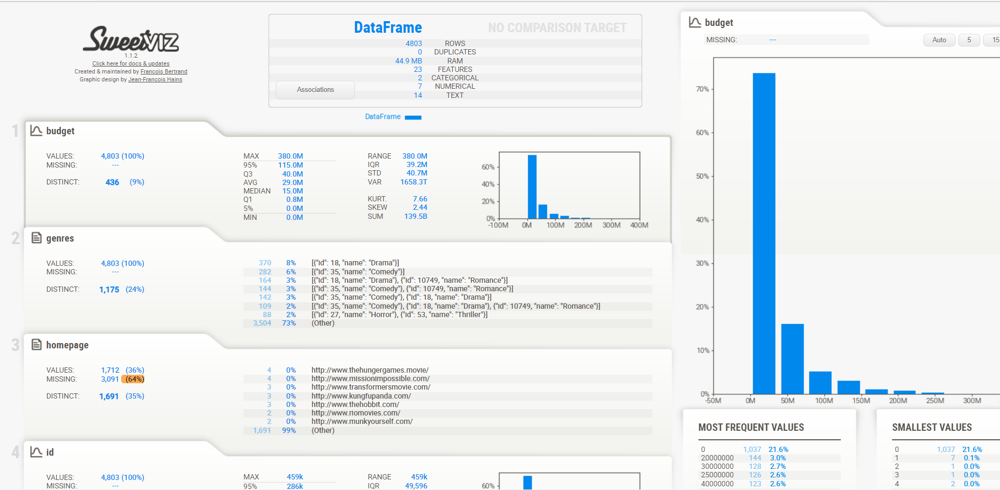 SweetVIZ
1.1.2
Click here for docs & updates
Created & maintained by Francois Bertrand
Graphic design by Jean-Francois Hains
DataFrame NO COMPARISON TARGET
4803 ROWS
0 DUPLICATES
44.9 MB RAM
23 FEATURES
2 CATEGORICAL
7 NUMERICAL
14 TEXT
Associations
DataFrame
1 budget
VALUES: 4,803 (100%)
MISSING: ---
DISTINCT: 436 (9%)
MAX 380.0M
95% 115.0M
Q3 40.0M
AVG 29.0M
MEDIAN 15.0M
Q1 0.8M
5% 0.0M
MIN 0.0M
RANGE 380.0M
IQR 39.2M
STD 40.7M
VAR 1658.3T
KURT. 7.66
SKEW 2.44
SUM 139.5B
60%
40%
20%
0%
-100M 0M 100M 200M 300M 400M
2 genres
VALUES: 4,803 (100%)
MISSING: ---
DISTINCT: 1,175 (24%)
370 8% [{"id": 18, "name": "Drama"}]
282 6% [{"id": 35, "name": "Comedy"}]
164 3% [{"id": 18, "name": "Drama"}, {"id": 10749, "name": "Romance"}]
144 3% [{"id": 35, "name": "Comedy"}, {"id": 10749, "name": "Romance"}]
142 3% [{"id": 35, "name": "Comedy"}, {"id": 18, "name": "Drama"}]
109 2% [{"id": 35, "name": "Comedy"}, {"id": 18, "name": "Drama"}, {"id": 10749, "name": "Romance"}]
88 2% [{"id": 27, "name": "Horror"}, {"id": 53, "name": "Thriller"}]
3,504 73% (Other)
3 homepage
VALUES: 1,712 (36%)
MISSING: 3,091 (64%)
DISTINCT: 1,691 (35%)
4 0% http://www.thehungergames.movie/
4 0% http://www.missionimpossible.com/
3 0% http://www.transformersmovie.com/
3 0% http://www.kungfupanda.com/
3 0% http://www.thehobbit.com/
2 0% http://www.riomovies.com/
2 0% http://www.munkyourself.com/
1,691 99% (Other)
4 id
VALUES: 4,803 (100%)
MISSING: ---
MAX 459k
95% 286k
RANGE 459k
IQR 49,596
60%
budget
MISSING: ---
Auto 5 15
70%
60%
50%
40%
30%
20%
10%
0%
-50M 0M 50M 100M 150M 200M 250M 300M
MOST FREQUENT VALUES
0 1,037 21.6%
20000000 144 3.0%
30000000 128 2.7%
25000000 126 2.6%
40000000 123 2.6%
SMALLEST VALUES
0 1,037 21.6%
1 7 0.1%
2 1 0.0%
3 1 0.0%
4 2 0.0%